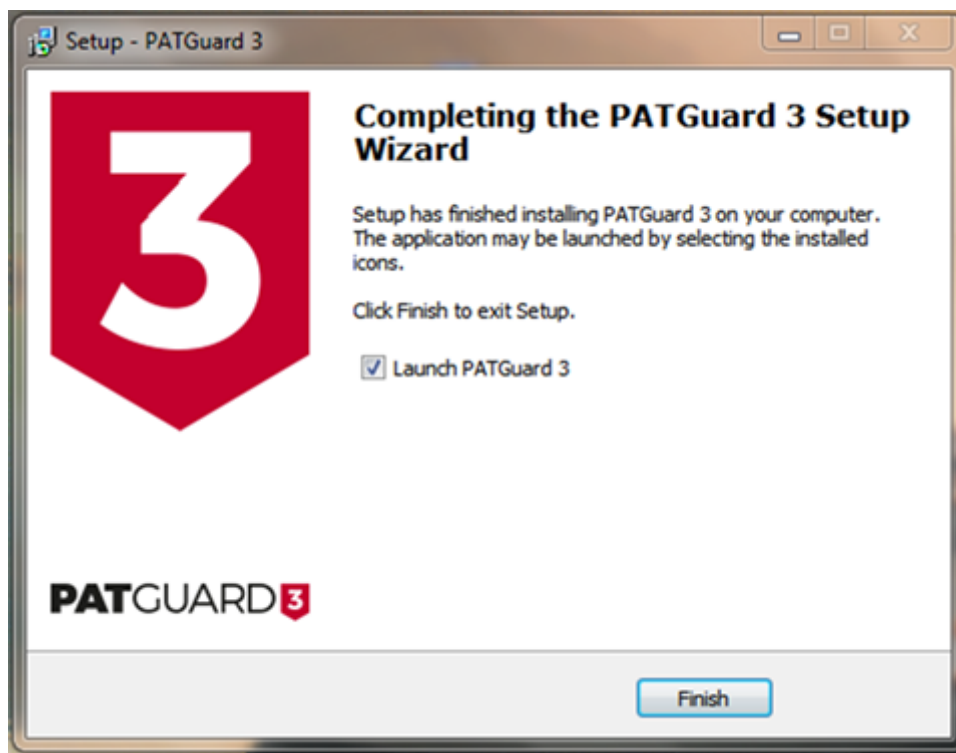 Setup - PATGuard 3
3
Completing the PATGuard 3 Setup
Wizard
Setup has finished installing PATGuard 3 on your computer.
The application may be launched by selecting the installed
icons.
Click Finish to exit Setup.
Launch PATGuard 3
PATGUARD 3
Finish